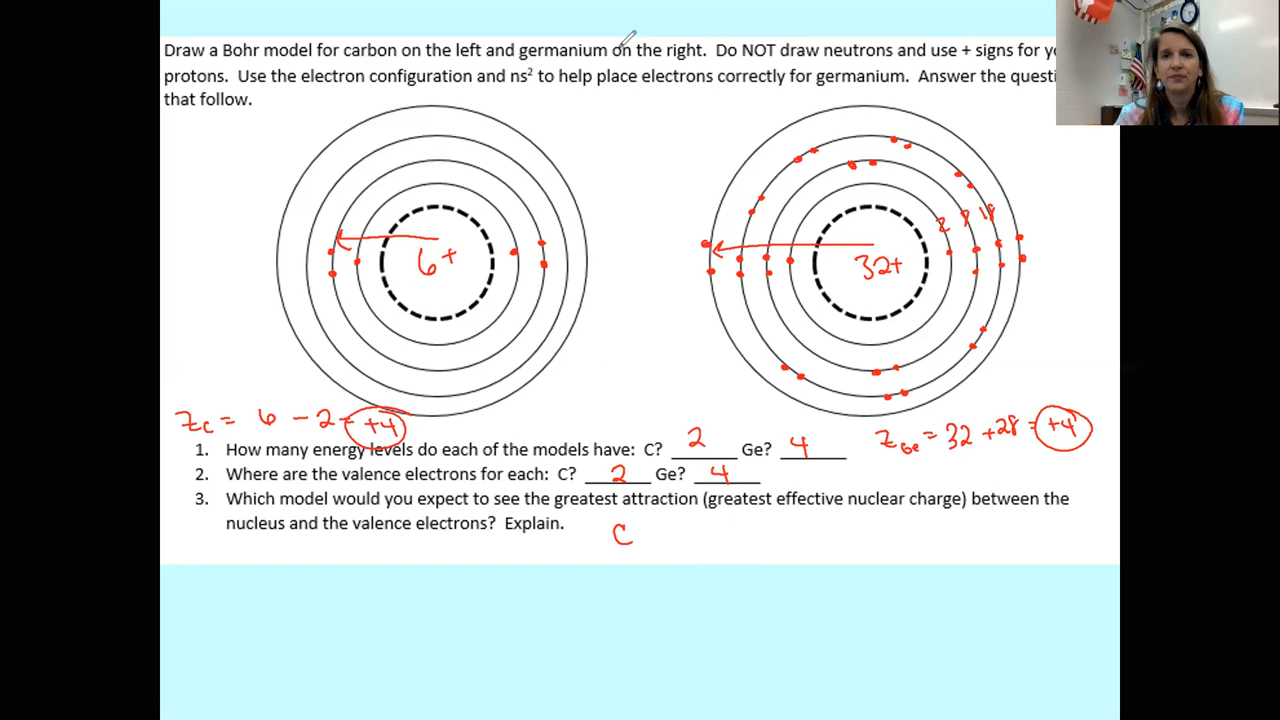 Draw a Bohr model for carbon on the left and germanium on the right. Do NOT draw neutrons and use + signs for yo
protons. Use the electron configuration and ns² to help place electrons correctly for germanium. Answer the questi
that follow.
2 8 18
6+
32+
Zc = 6 - 2 = +4
ZGe = 32 + 28 = +4
1. How many energy levels do each of the models have: C? 2 Ge? 4
2. Where are the valence electrons for each: C? 2 Ge? 4
3. Which model would you expect to see the greatest attraction (greatest effective nuclear charge) between the
nucleus and the valence electrons? Explain.
C